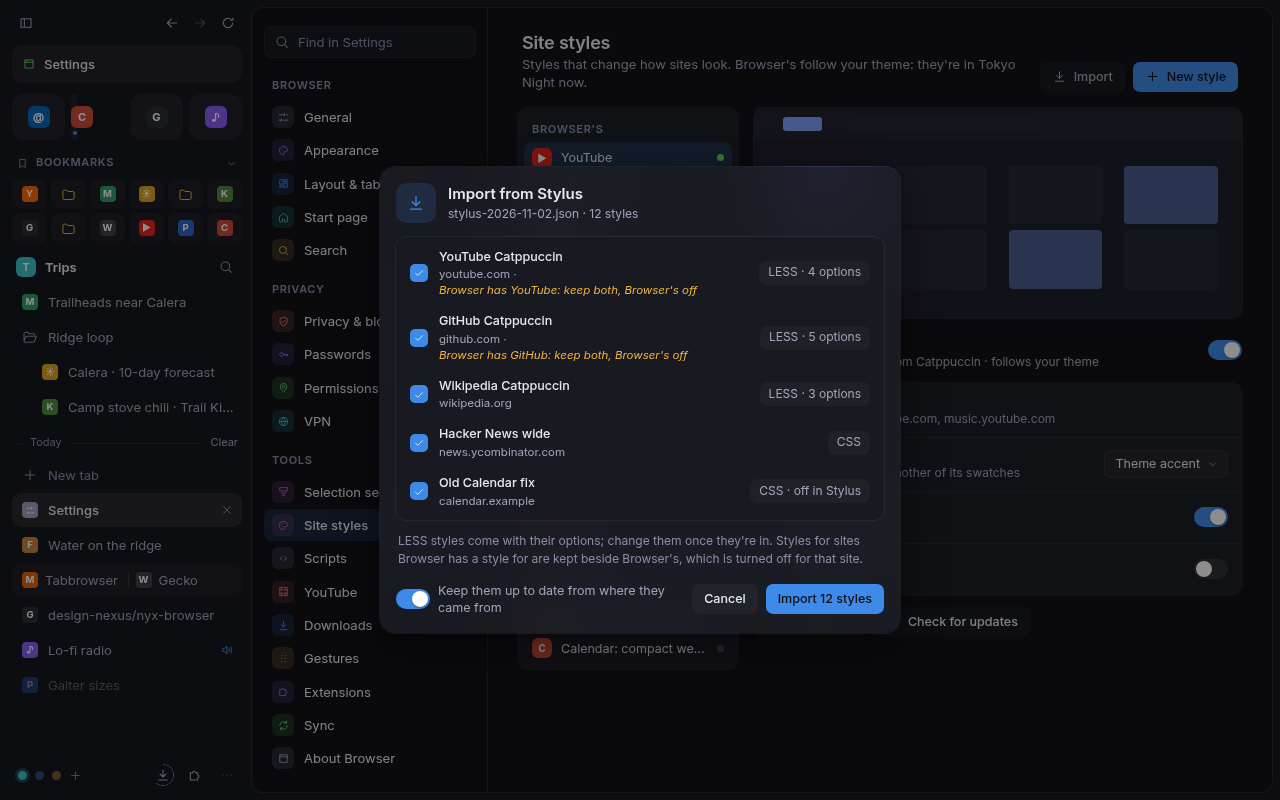 Settings
@
C
G
BOOKMARKS
Y
M
K
G
W
P
C
T Trips
M Trailheads near Calera
Ridge loop
Calera · 10-day forecast
K Camp stove chili · Trail Ki...
Today
Clear
New tab
Settings
F Water on the ridge
M Tabbrowser
W Gecko
G design-nexus/nyx-browser
Lo-fi radio
P Gaiter sizes
Find in Settings
BROWSER
General
Appearance
Layout & tab
Start page
Search
PRIVACY
Privacy & blo
Passwords
Permissions
VPN
TOOLS
Selection se
Site styles
Scripts
YouTube
Downloads
Gestures
Extensions
Sync
About Browser
Site styles
Styles that change how sites look. Browser's follow your theme: they're in Tokyo
Night now.
Import
New style
BROWSER'S
YouTube
Import from Stylus
stylus-2026-11-02.json · 12 styles
YouTube Catppuccin
youtube.com ·
Browser has YouTube: keep both, Browser's off
LESS · 4 options
GitHub Catppuccin
github.com ·
Browser has GitHub: keep both, Browser's off
LESS · 5 options
Wikipedia Catppuccin
wikipedia.org
LESS · 3 options
Hacker News wide
news.ycombinator.com
CSS
Old Calendar fix
calendar.example
CSS · off in Stylus
LESS styles come with their options; change them once they're in. Styles for sites
Browser has a style for are kept beside Browser's, which is turned off for that site.
Keep them up to date from where they
came from
Cancel
Import 12 styles
om Catppuccin · follows your theme
be.com, music.youtube.com
nother of its swatches
Theme accent
Check for updates
C Calendar: compact we...